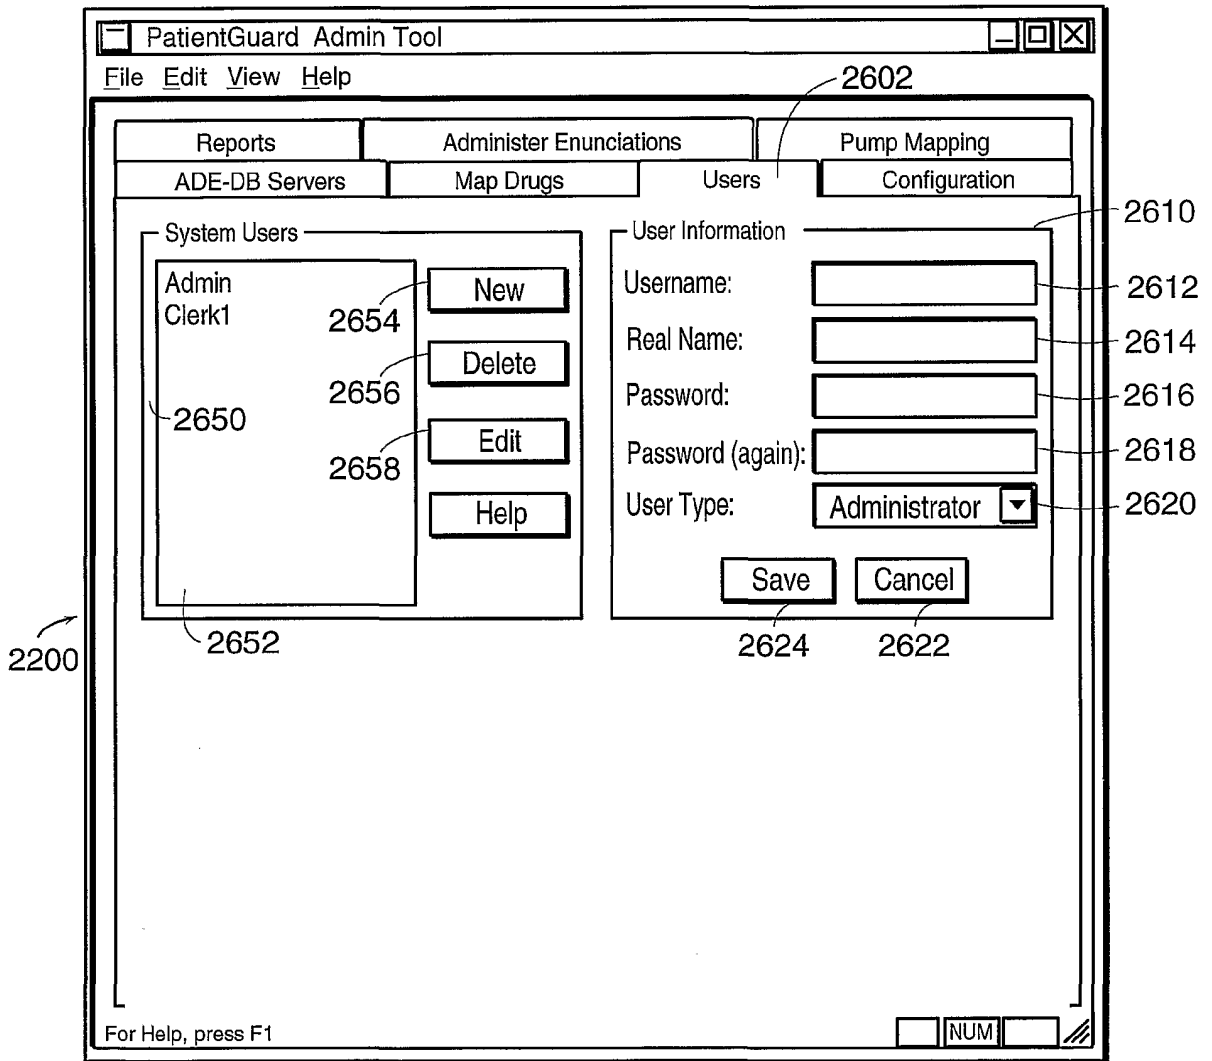 PatientGuard Admin Tool
File Edit View Help
2602
Reports Administer Enunciations Pump Mapping
ADE-DB Servers Map Drugs Users Configuration
2610
System Users User Information
Admin New Username: 2612
Clerk1 2654
Real Name: 2614
Delete
2656 Password: 2616
2650
Edit Password (again): 2618
2658
Help User Type: Administrator 2620
Save Cancel
2200 2652 2624 2622
For Help, press F1 NUM